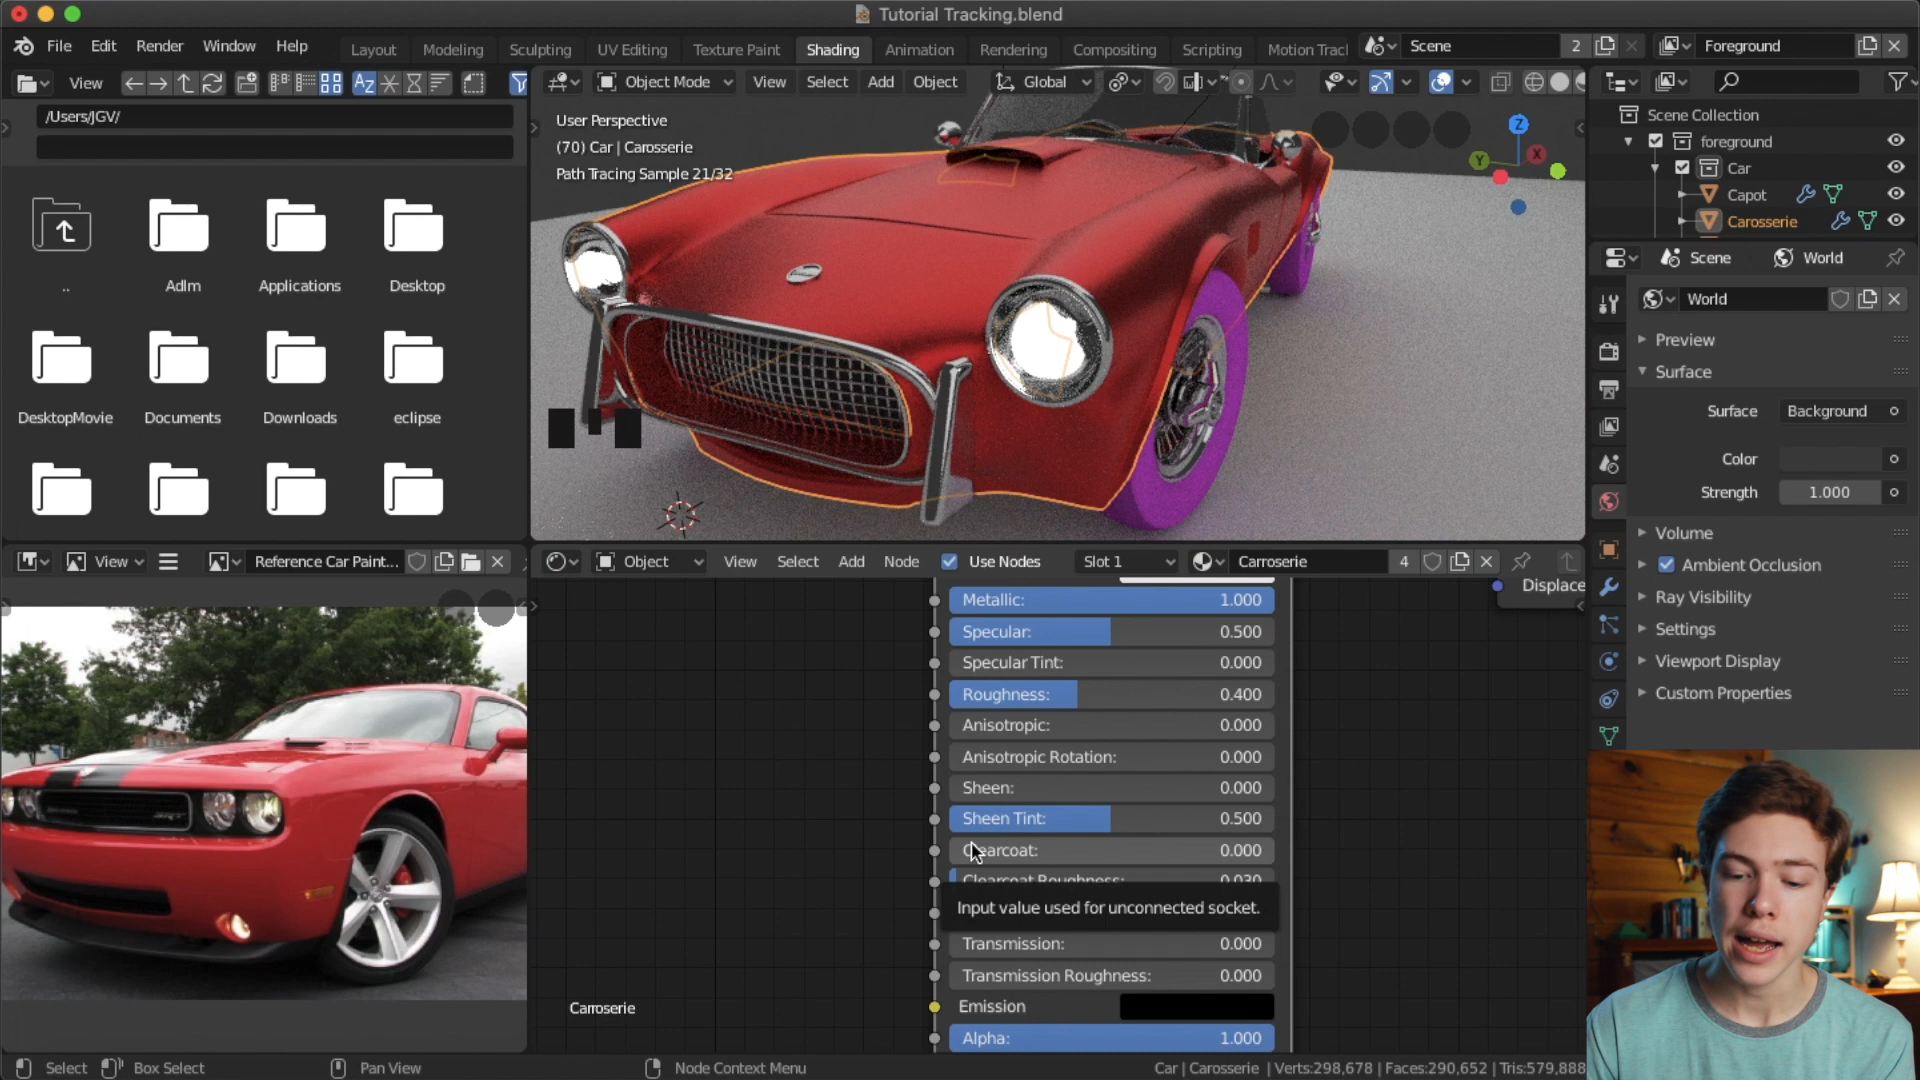 Tutorial Tracking.blend
File Edit Render Window Help
Layout Modeling Sculpting UV Editing Texture Paint Shading Animation Rendering Compositing Scripting Motion Tracl
Scene 2
Foreground
View
Object Mode View Select Add Object Global
/Users/JGV/
User Perspective
(70) Car | Carosserie
Path Tracing Sample 21/32
Z
Y
X
Scene Collection
foreground
Car
Capot
Carosserie
Scene World
World
Preview
Surface
Surface Background
Color
Strength 1.000
Volume
Ambient Occlusion
Ray Visibility
Settings
Viewport Display
Custom Properties
.. Adlm Applications Desktop
DesktopMovie Documents Downloads eclipse
View Reference Car Paint...
Object View Select Add Node Use Nodes Slot 1 Carroserie 4
Displace
Metallic: 1.000
Specular: 0.500
Specular Tint: 0.000
Roughness: 0.400
Anisotropic: 0.000
Anisotropic Rotation: 0.000
Sheen: 0.000
Sheen Tint: 0.500
Clearcoat: 0.000
Clearcoat Roughness: 0.030
Input value used for unconnected socket.
Transmission: 0.000
Transmission Roughness: 0.000
Emission
Alpha: 1.000
Carroserie
Select Box Select Pan View Node Context Menu
Car | Carosserie | Verts:298,678 | Faces:290,652 | Tris:579,888